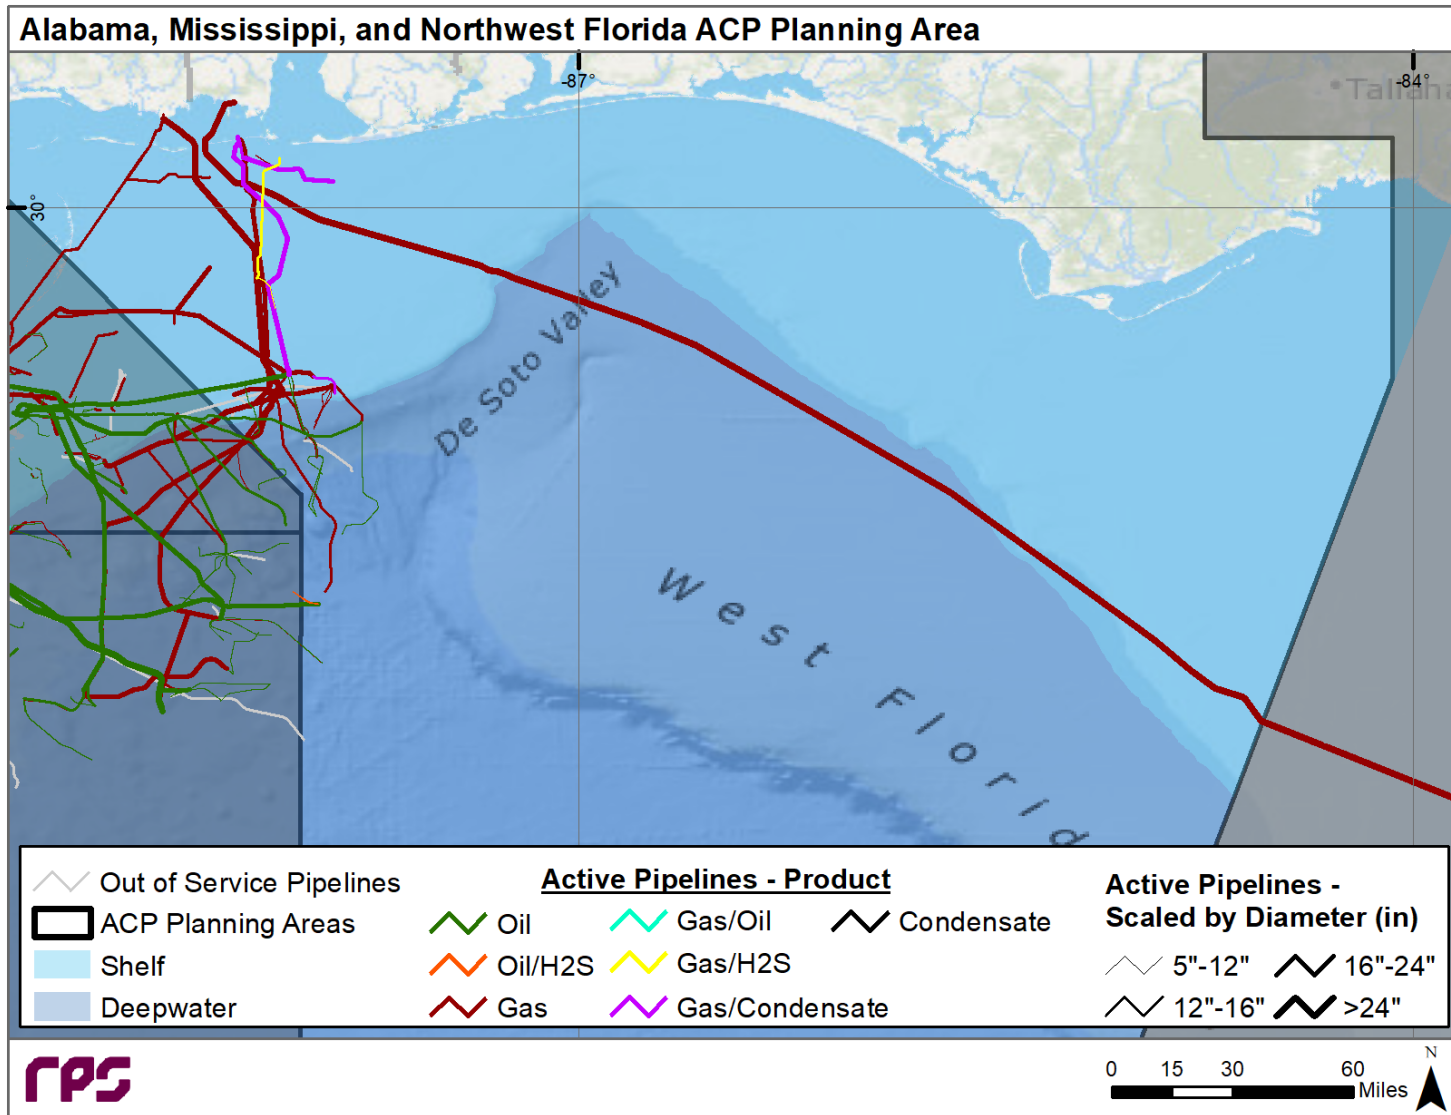 Alabama, Mississippi, and Northwest Florida ACP Planning Area
-87°
-84°
30°
De Soto Valley
West Florid
Out of Service Pipelines
ACP Planning Areas
Shelf
Deepwater
Active Pipelines - Product
Oil
Oil/H2S
Gas
Gas/Oil
Gas/H2S
Gas/Condensate
Condensate
Active Pipelines -
Scaled by Diameter (in)
5"-12"
12"-16"
16"-24"
>24"
rps
0 15 30 60
Miles
N